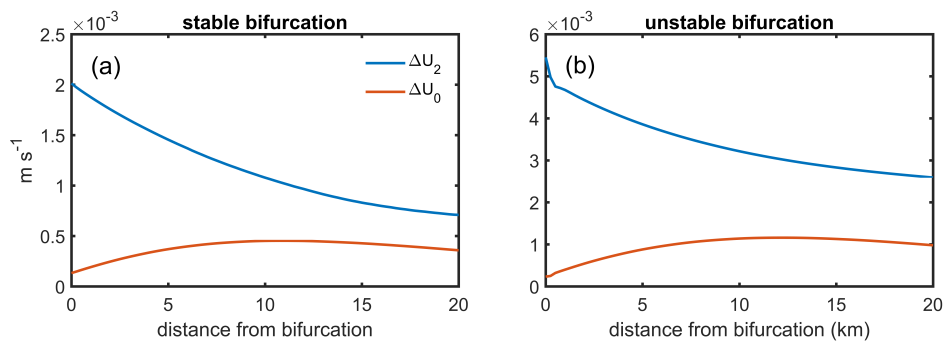 stable bifurcation
×10⁻³
(a)
ΔU₂
ΔU₀
2.5
2
1.5
1
0.5
0
m s⁻¹
0 5 10 15 20
distance from bifurcation
unstable bifurcation
×10⁻³
(b)
6
5
4
3
2
1
0
0 5 10 15 20
distance from bifurcation (km)